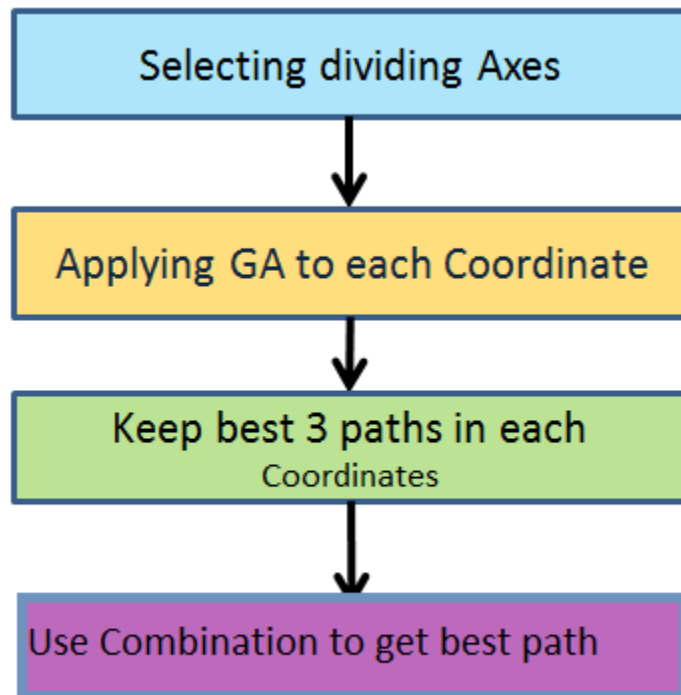 Selecting dividing Axes
Applying GA to each Coordinate
Keep best 3 paths in each
Coordinates
Use Combination to get best path